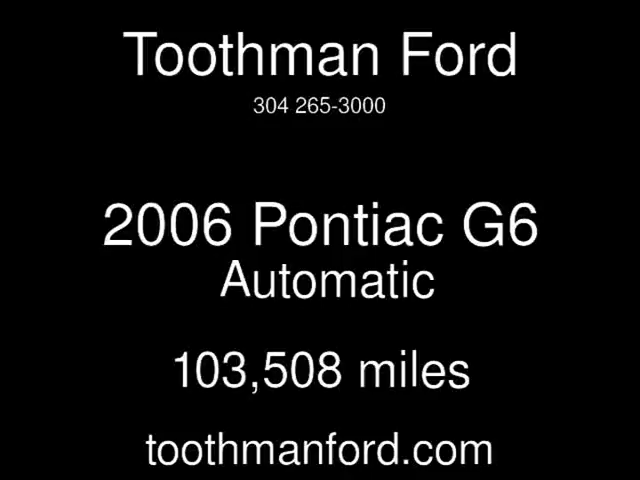 Toothman Ford
304 265-3000
2006 Pontiac G6
Automatic
103,508 miles
toothmanford.com